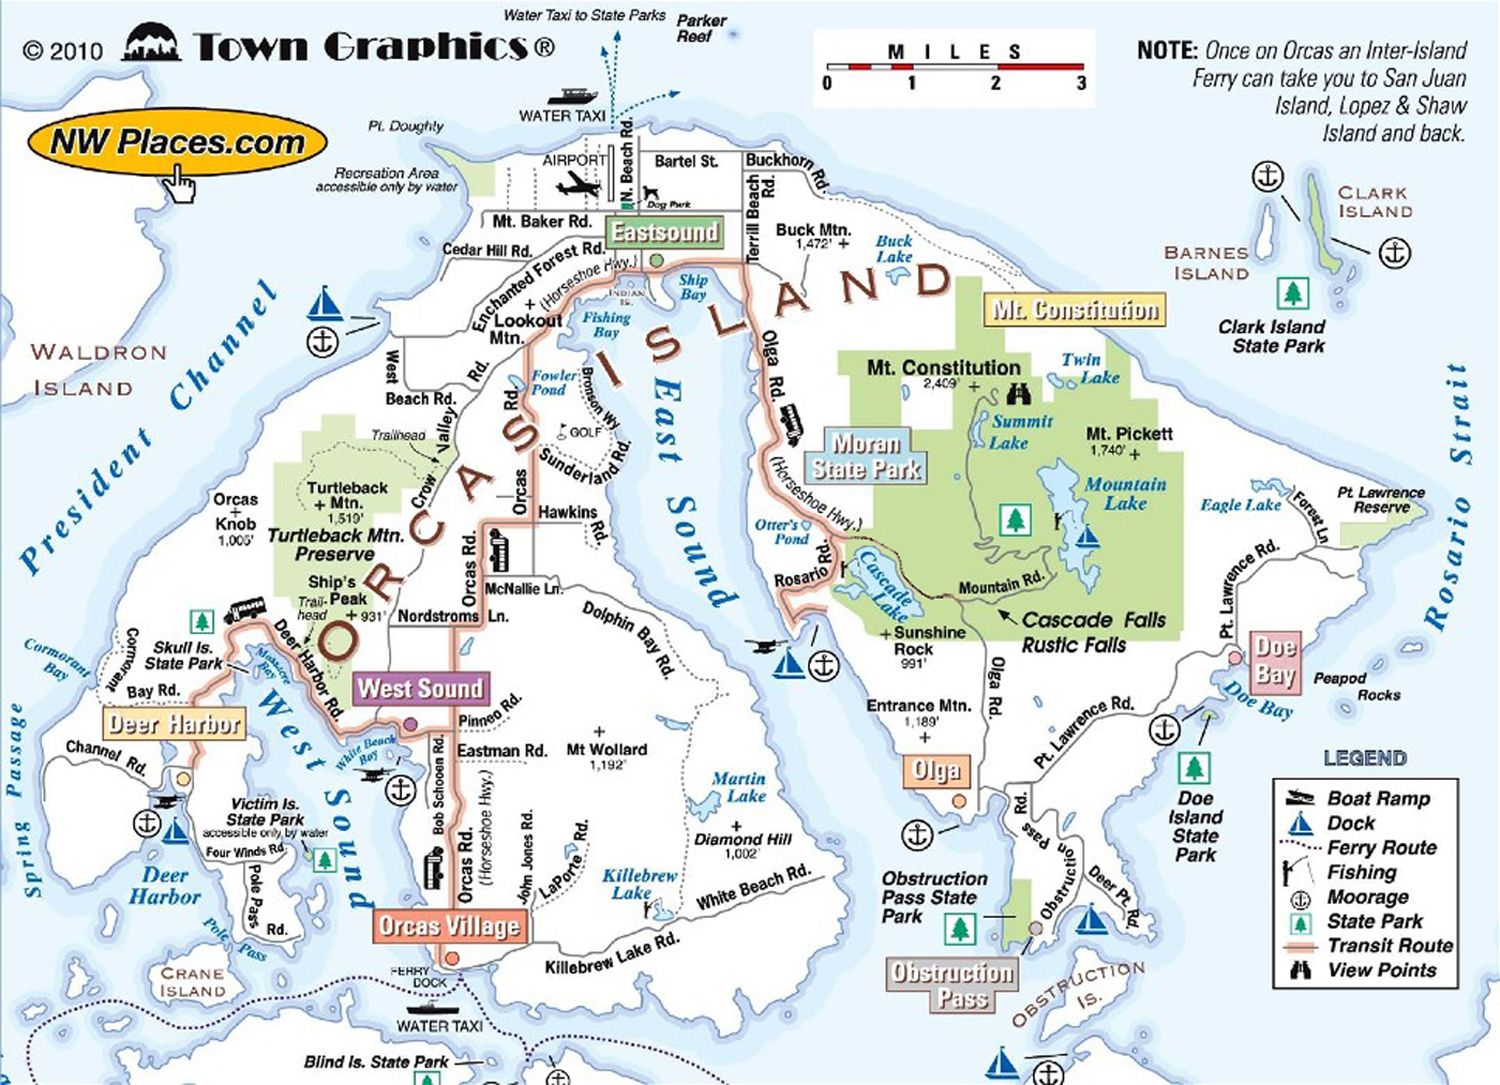 © 2010
Town Graphics®
NW Places.com
Water Taxi to State Parks
Parker
Reef
WATER TAXI
MILES
0 1 2 3
NOTE: Once on Orcas an Inter-Island
Ferry can take you to San Juan
Island, Lopez & Shaw
Island and back.
Pt. Doughty
Recreation Area
accessible only by water
AIRPORT
N. Beach Rd.
Bartel St.
Buckhorn Rd.
Dog Park
Mt. Baker Rd.
Terrill Beach
Rd.
Eastsound
Cedar Hill Rd.
Enchanted Forest Rd.
(Horseshoe Hwy.)
Buck Mtn.
1,472' +
Buck
Lake
CLARK
ISLAND
BARNES
ISLAND
Clark Island
State Park
INDIAN
IS.
Ship
Bay
Fishing
Bay
+
Lookout
Mtn.
ORCAS ISLAND
WALDRON
ISLAND
President Channel
West
Beach Rd.
Crow Valley Rd.
Fowler
Pond
Bronson Wy
GOLF
Sunderland Rd.
Trailhead
Orcas Rd.
Hawkins
Rd.
East Sound
Olga Rd.
(Horseshoe Hwy.)
Mt. Constitution
Mt. Constitution
2,409' +
Twin
Lake
Summit
Lake
Mt. Pickett
1,740' +
Moran
State Park
Mountain
Lake
Eagle Lake
Forest Ln.
Pt. Lawrence
Reserve
Rosario Strait
Orcas
+
Knob
1,005'
Turtleback
+ Mtn.
1,519'
Turtleback Mtn.
Preserve
Ship's
Peak
+ 931'
Trail-
head
Orcas Rd.
McNallie Ln.
Nordstroms Ln.
Dolphin Bay Rd.
Otter's
Pond
Rosario Rd.
Cascade
Lake
Mountain Rd.
Cascade Falls
Rustic Falls
+ Sunshine
Rock
991'
Olga Rd.
Entrance Mtn.
1,189'
+
Pt. Lawrence Rd.
Pt. Lawrence Rd.
Doe
Bay
Doe Bay
Peapod
Rocks
Doe
Island
State
Park
Skull Is.
State Park
Massacre
Bay
Deer Harbor Rd.
Cormorant
Bay
Cormorant
Bay Rd.
West Sound
West Sound
Deer Harbor
Channel Rd.
Spring Passage
White Beach
Bay
Pinneo Rd.
Eastman Rd.
Bob Schoen Rd.
Orcas Rd.
(Horseshoe Hwy.)
+
Mt Wollard
1,192'
Martin
Lake
+
Diamond Hill
1,002'
John Jones Rd.
LaPorte Rd.
Killebrew
Lake
White Beach Rd.
Killebrew Lake Rd.
Victim Is.
State Park
accessible only by water
Four Winds Rd.
Pole Pass
Rd.
Deer
Harbor
Pole Pass
CRANE
ISLAND
Orcas Village
FERRY
DOCK
WATER TAXI
Blind Is. State Park
Olga
Obstruction Pass Rd.
Deer Pt. Rd.
Obstruction
Pass State
Park
Obstruction
Pass
OBSTRUCTION
IS.
LEGEND
Boat Ramp
Dock
Ferry Route
Fishing
Moorage
State Park
Transit Route
View Points